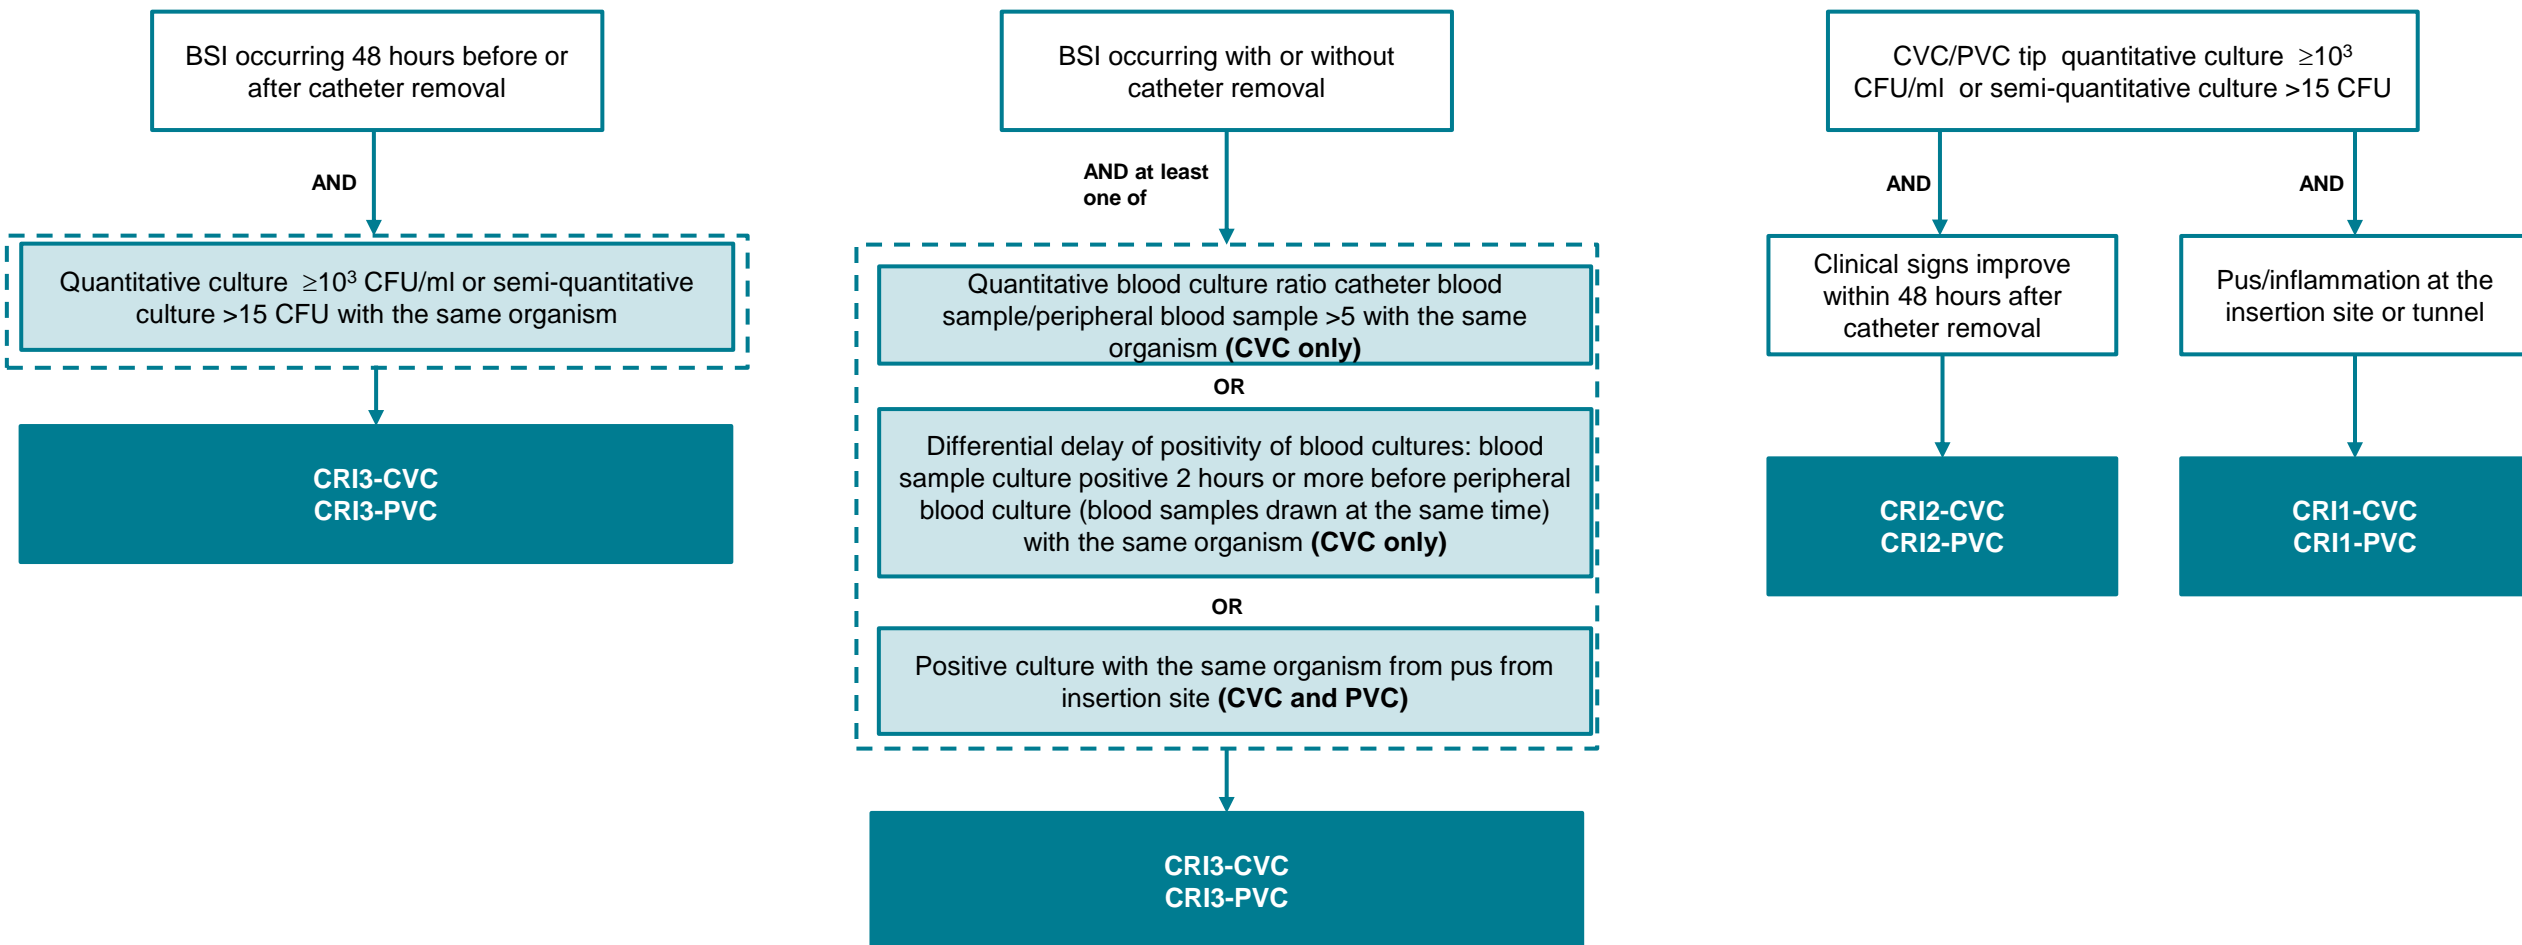 BSI occurring 48 hours before or
after catheter removal
AND
Quantitative culture ≥10³ CFU/ml or semi-quantitative
culture >15 CFU with the same organism
CRI3-CVC
CRI3-PVC
BSI occurring with or without
catheter removal
AND at least
one of
Quantitative blood culture ratio catheter blood
sample/peripheral blood sample >5 with the same
organism (CVC only)
OR
Differential delay of positivity of blood cultures: blood
sample culture positive 2 hours or more before peripheral
blood culture (blood samples drawn at the same time)
with the same organism (CVC only)
OR
Positive culture with the same organism from pus from
insertion site (CVC and PVC)
CRI3-CVC
CRI3-PVC
CVC/PVC tip quantitative culture ≥10³
CFU/ml or semi-quantitative culture >15 CFU
AND
Clinical signs improve
within 48 hours after
catheter removal
CRI2-CVC
CRI2-PVC
AND
Pus/inflammation at the
insertion site or tunnel
CRI1-CVC
CRI1-PVC